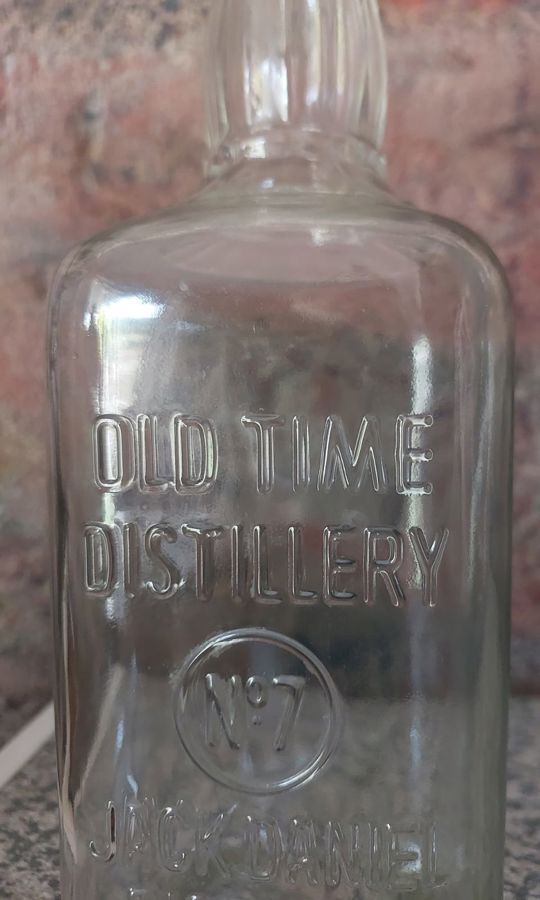 OLD TIME
DISTILLERY
Nº7
JACK DANIEL